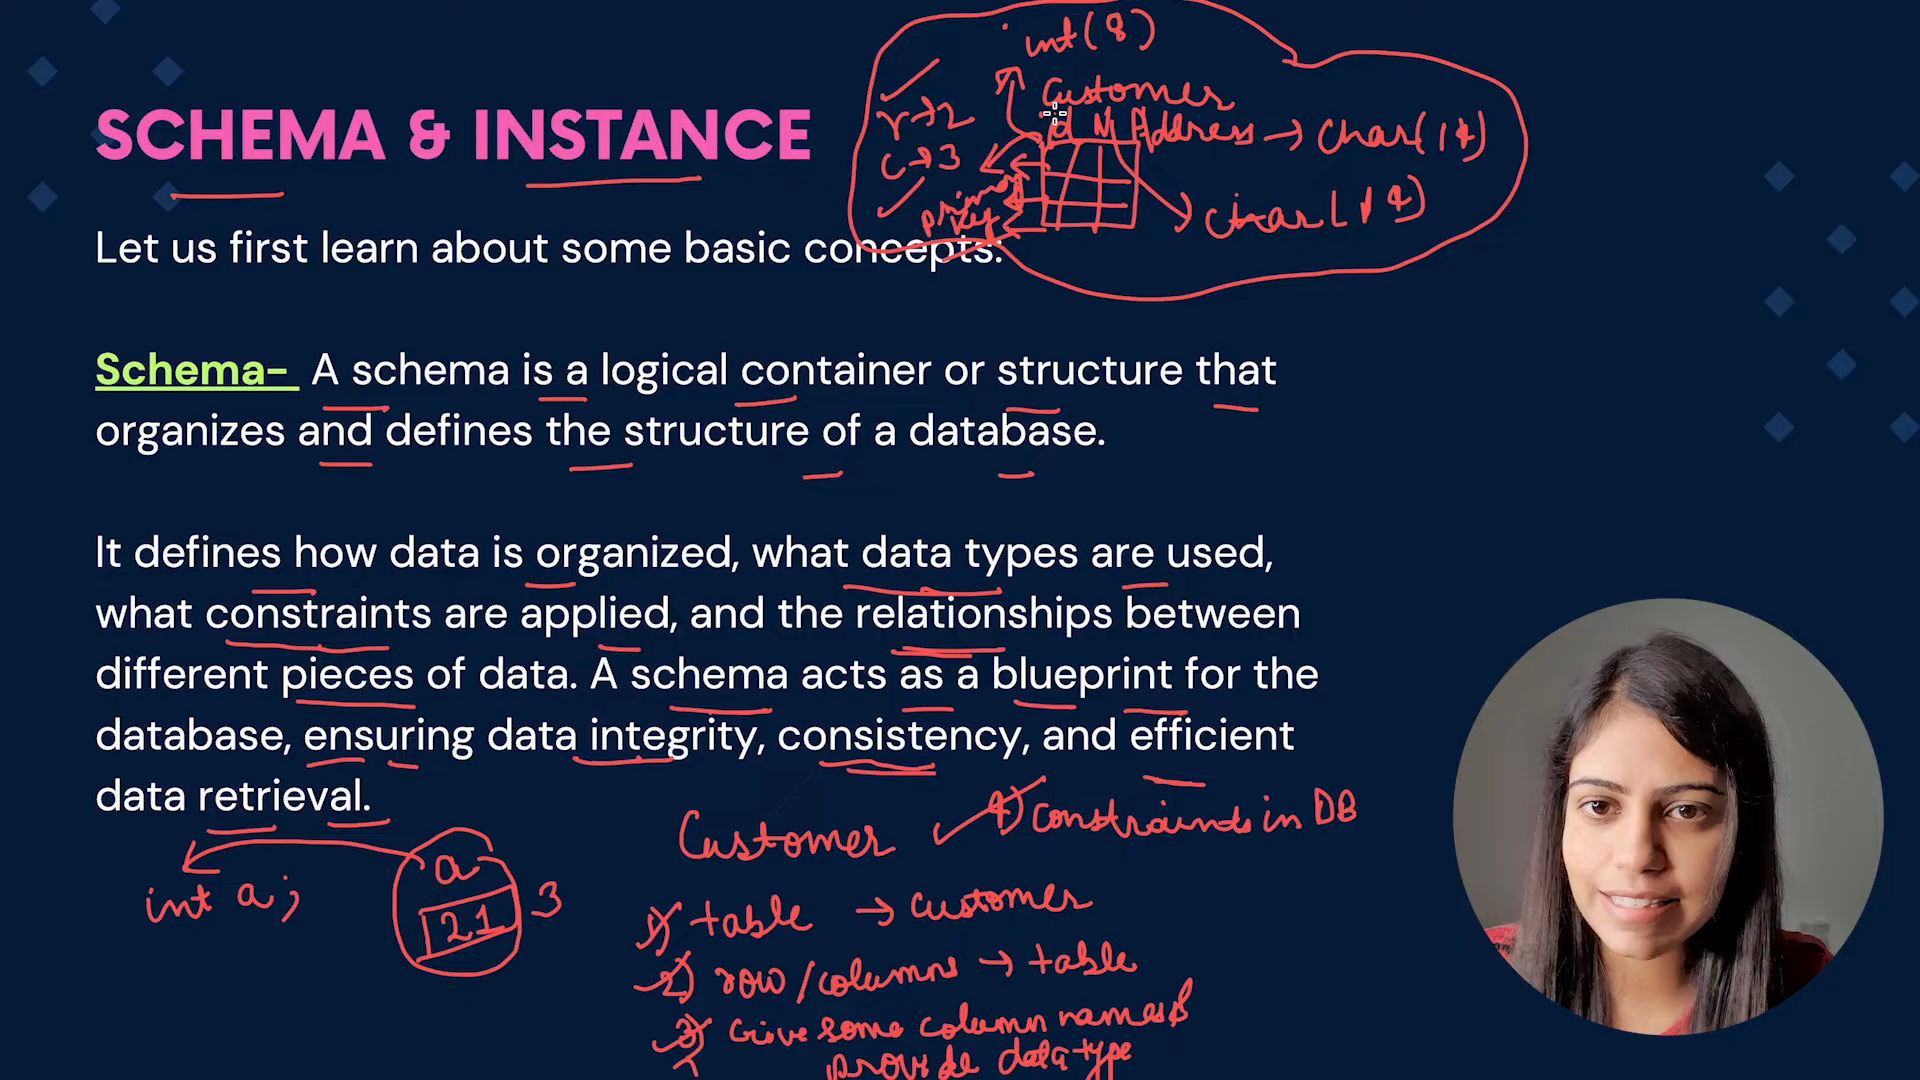 SCHEMA & INSTANCE
int(8)
Customer
Id N Address → char(14)
r→2
c→3
primary
key
char(14)
Let us first learn about some basic concepts:
Schema- A schema is a logical container or structure that
organizes and defines the structure of a database.
It defines how data is organized, what data types are used,
what constraints are applied, and the relationships between
different pieces of data. A schema acts as a blueprint for the
database, ensuring data integrity, consistency, and efficient
data retrieval.
int a;
a
21
3
Customer
4) constraints in DB
1) table → customer
2) row/columns → table
3) Give some column names &
provide datatype